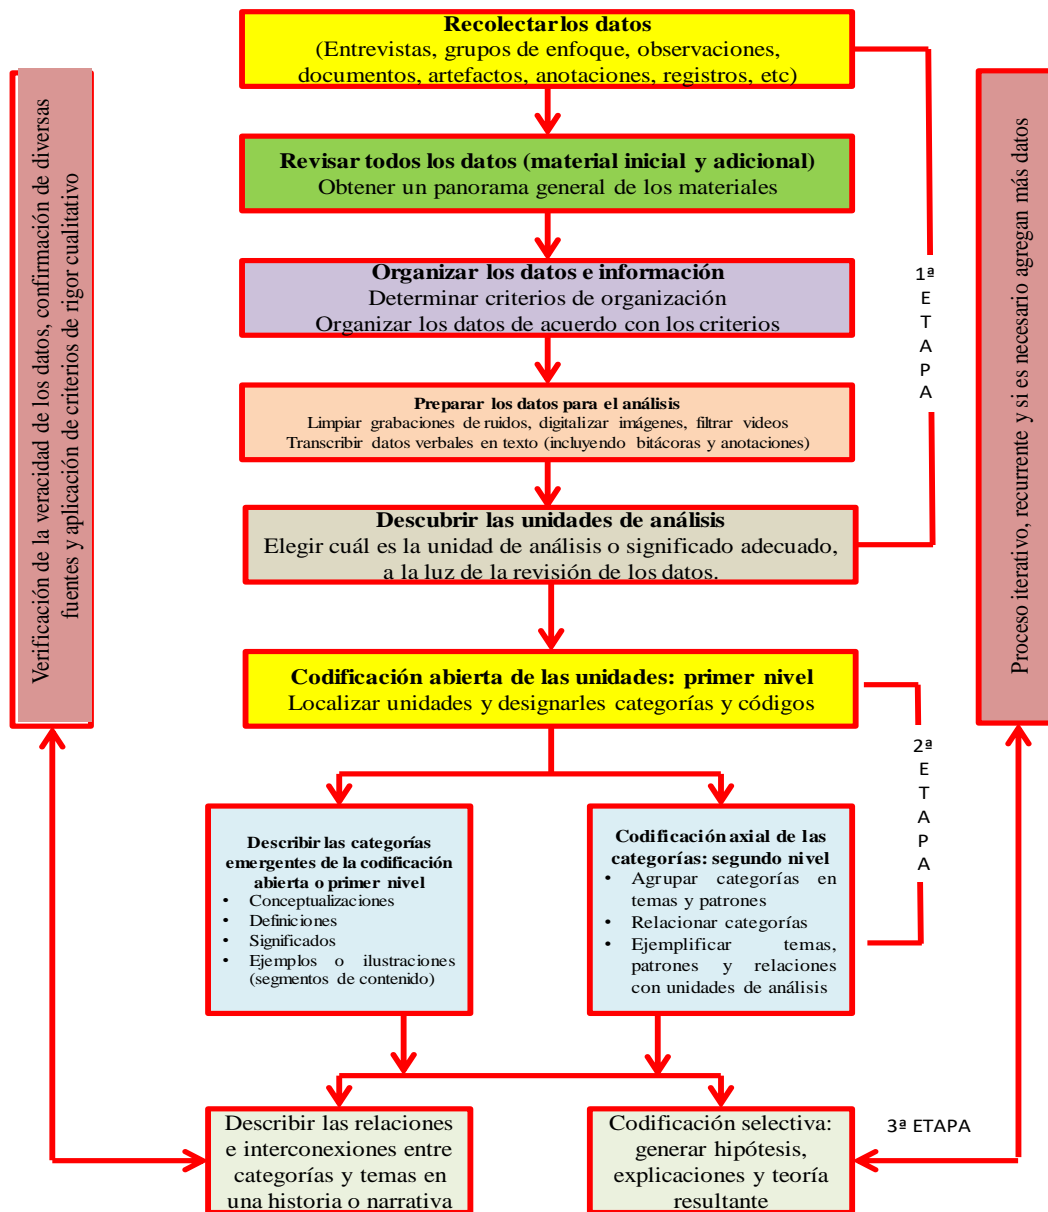 Recolectarlos datos
(Entrevistas, grupos de enfoque, observaciones,
documentos, artefactos, anotaciones, registros, etc)
Revisar todos los datos (material inicial y adicional)
Obtener un panorama general de los materiales
Organizar los datos e información
Determinar criterios de organización
Organizar los datos de acuerdo con los criterios
Preparar los datos para el análisis
Limpiar grabaciones de ruidos, digitalizar imágenes, filtrar videos
Transcribir datos verbales en texto (incluyendo bitácoras y anotaciones)
Descubrir las unidades de análisis
Elegir cuál es la unidad de análisis o significado adecuado,
a la luz de la revisión de los datos.
1ª
E
T
A
P
A
Codificación abierta de las unidades: primer nivel
Localizar unidades y designarles categorías y códigos
Describir las categorías
emergentes de la codificación
abierta o primer nivel
• Conceptualizaciones
• Definiciones
• Significados
• Ejemplos o ilustraciones
(segmentos de contenido)
Codificación axial de las
categorías: segundo nivel
• Agrupar categorías en
temas y patrones
• Relacionar categorías
• Ejemplificar temas,
patrones y relaciones
con unidades de análisis
2ª
E
T
A
P
A
Describir las relaciones
e interconexiones entre
categorías y temas en
una historia o narrativa
Codificación selectiva:
generar hipótesis,
explicaciones y teoría
resultante
3ª ETAPA
Verificación de la veracidad de los datos, confirmación de diversas
fuentes y aplicación de criterios de rigor cualitativo
Proceso iterativo, recurrente y si es necesario agregan más datos